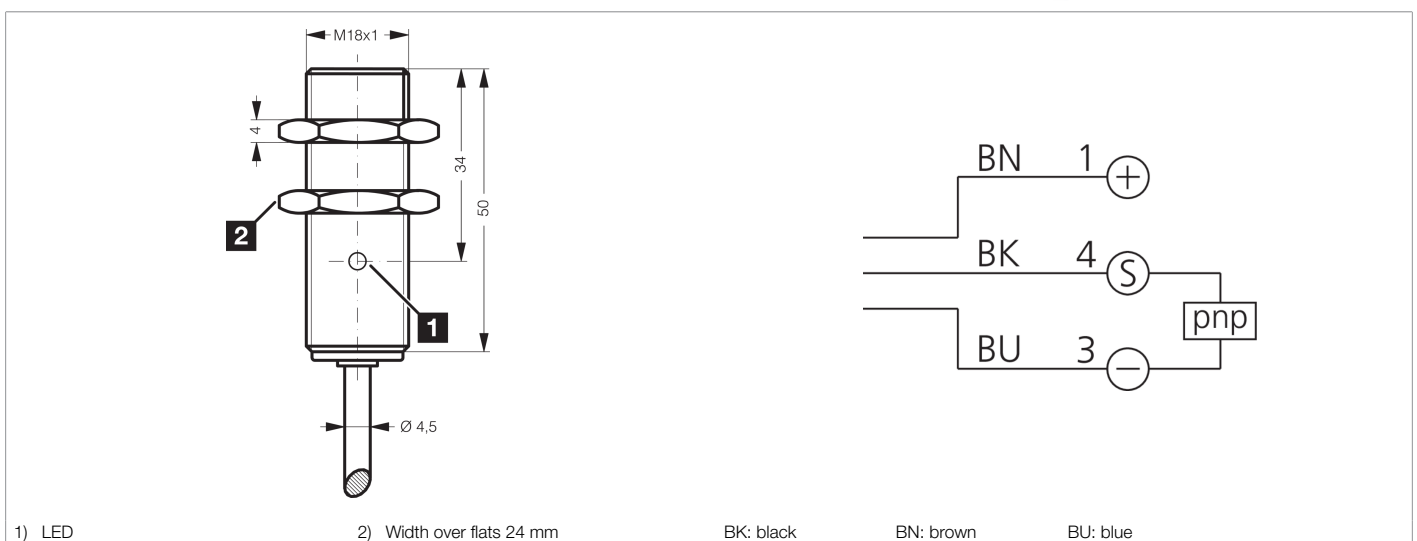 M18x1
4
34
50
2
1
Ø 4,5
BN 1 +
BK 4 S
pnp
BU 3 −
1) LED 2) Width over flats 24 mm BK: black BN: brown BU: blue